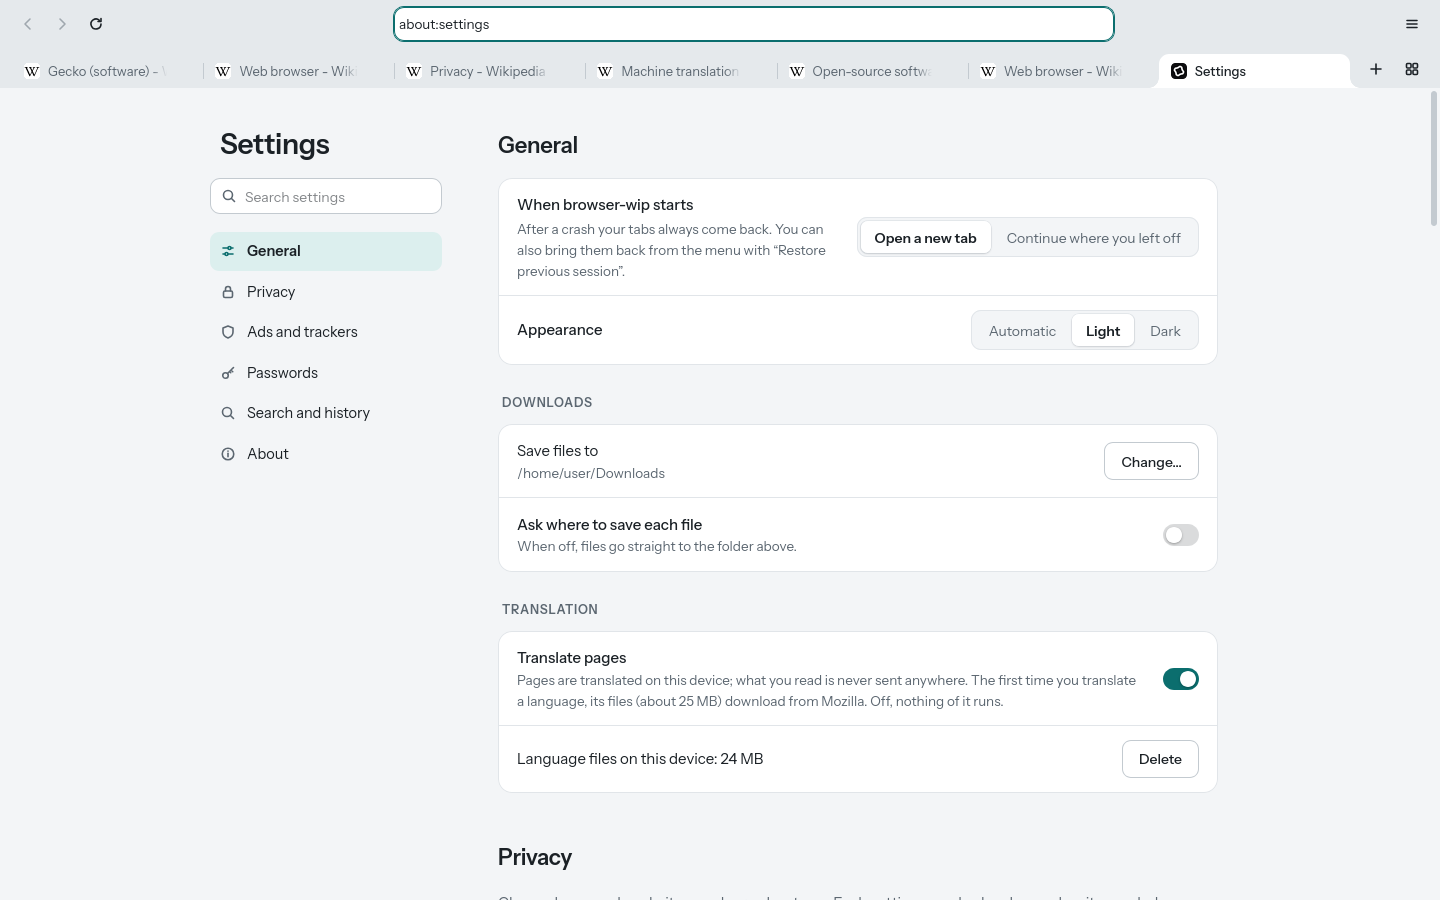 about:settings
Gecko (software) -
Web browser - Wiki
Privacy - Wikipedia
Machine translation
Open-source softwa
Web browser - Wiki
Settings
Settings
Search settings
General
Privacy
Ads and trackers
Passwords
Search and history
About
General
When browser-wip starts
After a crash your tabs always come back. You can
also bring them back from the menu with “Restore
previous session”.
Open a new tab
Continue where you left off
Appearance
Automatic
Light
Dark
DOWNLOADS
Save files to
/home/user/Downloads
Change...
Ask where to save each file
When off, files go straight to the folder above.
TRANSLATION
Translate pages
Pages are translated on this device; what you read is never sent anywhere. The first time you translate
a language, its files (about 25 MB) download from Mozilla. Off, nothing of it runs.
Language files on this device: 24 MB
Delete
Privacy